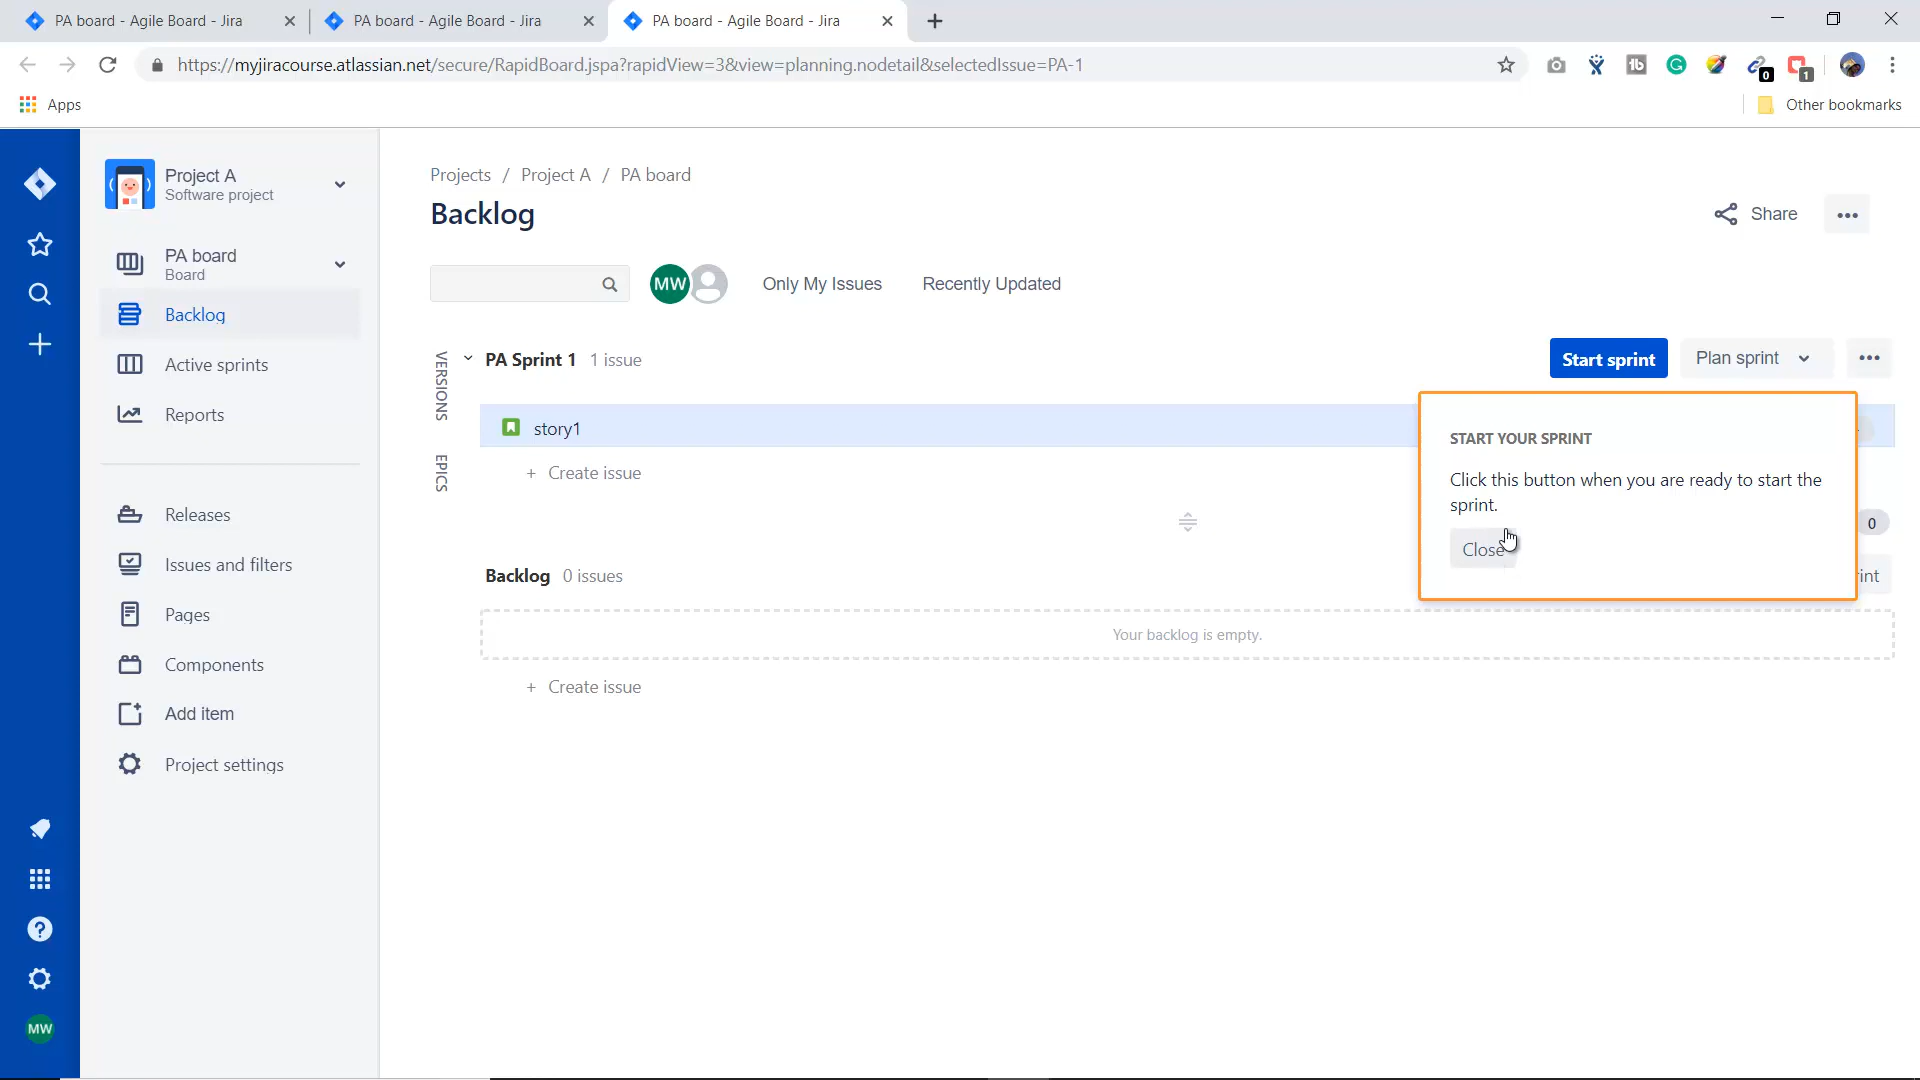 PA board - Agile Board - Jira
PA board - Agile Board - Jira
PA board - Agile Board - Jira
https://myjiracourse.atlassian.net/secure/RapidBoard.jspa?rapidView=3&view=planning.nodetail&selectedIssue=PA-1
1b
G
0
1
Apps
Other bookmarks
Project A
Software project
PA board
Board
Backlog
Active sprints
Reports
Releases
Issues and filters
Pages
Components
Add item
Project settings
MW
Projects / Project A / PA board
Backlog
Share
MW
Only My Issues
Recently Updated
VERSIONS
EPICS
PA Sprint 1 1 issue
Start sprint
Plan sprint
story1
+ Create issue
START YOUR SPRINT
Click this button when you are ready to start the
sprint.
Close
0
Backlog 0 issues
int
Your backlog is empty.
+ Create issue